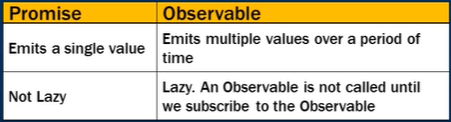 Promise Observable
Emits a single value
Emits multiple values over a period of
time
Not Lazy
Lazy. An Observable is not called until
we subscribe to the Observable